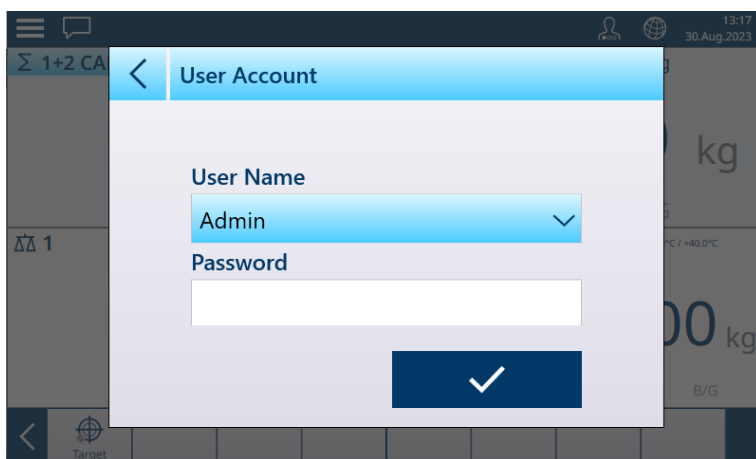 13:17
30.Aug.2023
Σ 1+2 CA
User Account
User Name
kg
Admin
B/G
1
Password
°C / +40,0°C
00 kg
B/G
Target